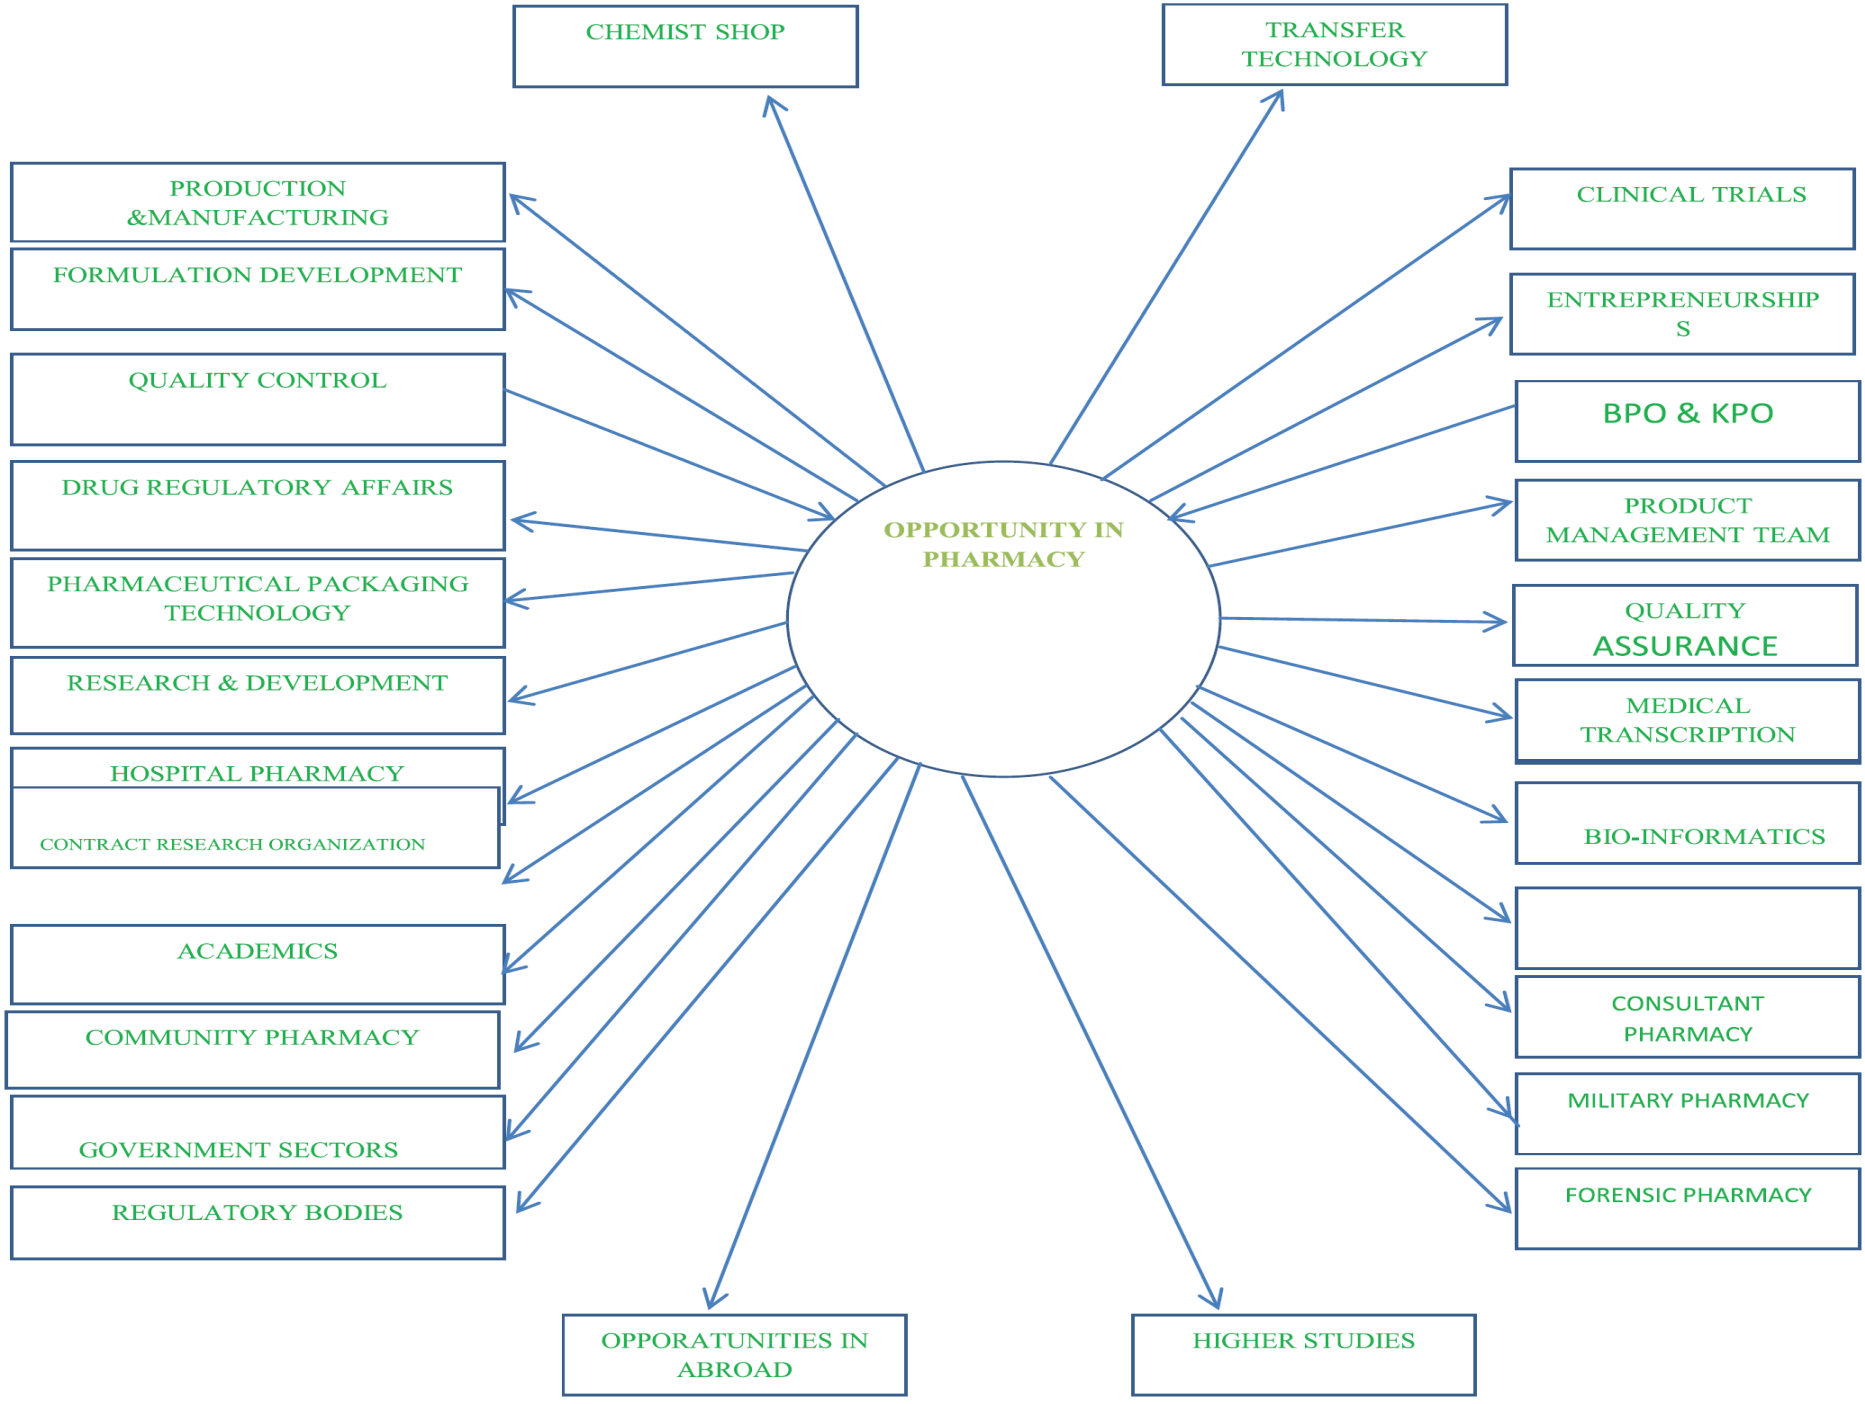 CHEMIST SHOP
TRANSFER
TECHNOLOGY
PRODUCTION
&MANUFACTURING
FORMULATION DEVELOPMENT
QUALITY CONTROL
DRUG REGULATORY AFFAIRS
PHARMACEUTICAL PACKAGING
TECHNOLOGY
RESEARCH & DEVELOPMENT
HOSPITAL PHARMACY
CONTRACT RESEARCH ORGANIZATION
ACADEMICS
COMMUNITY PHARMACY
GOVERNMENT SECTORS
REGULATORY BODIES
OPPORTUNITY IN
PHARMACY
CLINICAL TRIALS
ENTREPRENEURSHIP
S
BPO & KPO
PRODUCT
MANAGEMENT TEAM
QUALITY
ASSURANCE
MEDICAL
TRANSCRIPTION
BIO-INFORMATICS
CONSULTANT
PHARMACY
MILITARY PHARMACY
FORENSIC PHARMACY
OPPORATUNITIES IN
ABROAD
HIGHER STUDIES